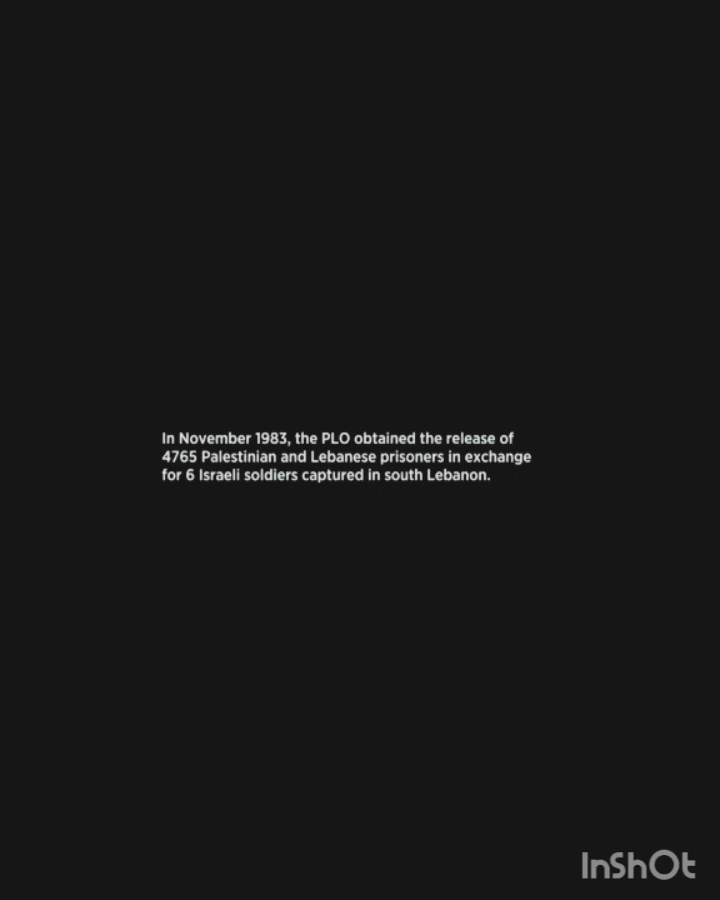 In November 1983, the PLO obtained the release of
4765 Palestinian and Lebanese prisoners in exchange
for 6 Israeli soldiers captured in south Lebanon.
InShOt